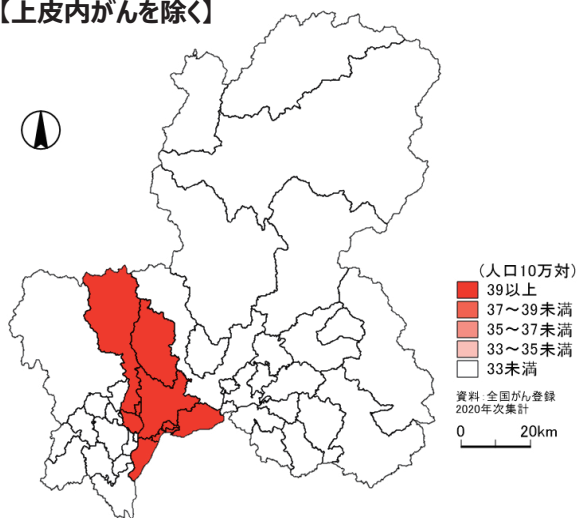 【上皮内がんを除く】
(人口10万対)
39以上
37～39未満
35～37未満
33～35未満
33未満
資料:全国がん登録
2020年次集計
0 20km